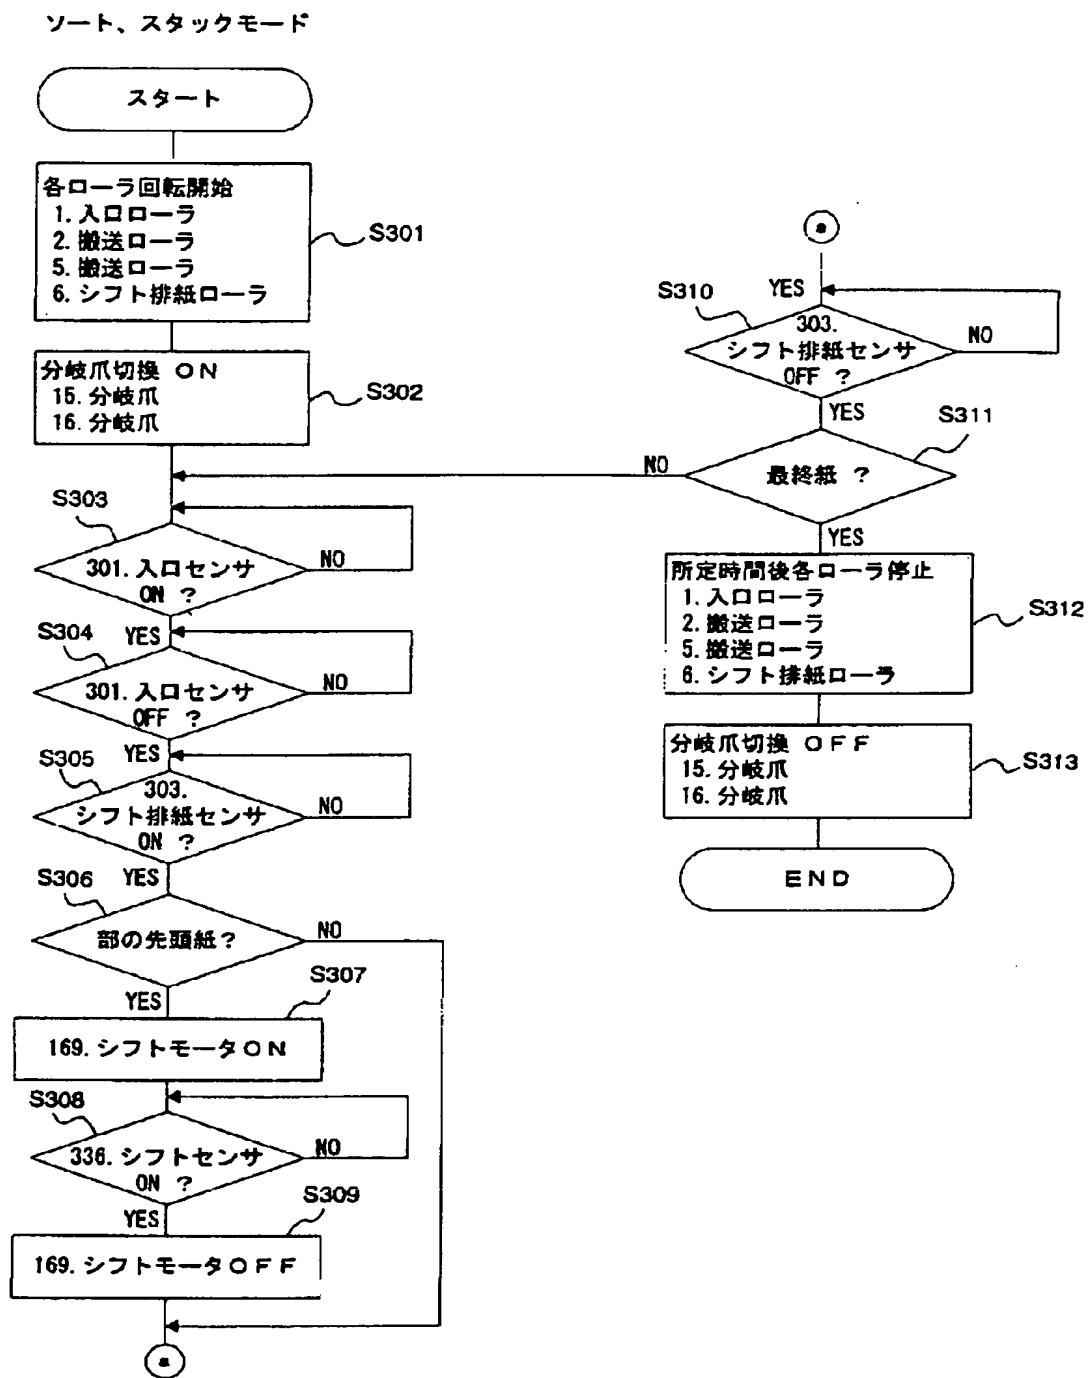 ソート、スタックモード
スタート
各ローラ回転開始
1. 入口ローラ
2. 搬送ローラ
5. 搬送ローラ
6. シフト排紙ローラ
S301
分岐爪切換 ON
15. 分岐爪
16. 分岐爪
S302
S303
301. 入口センサ
ON ?
NO
YES
S304
301. 入口センサ
OFF ?
NO
YES
S305
303.
シフト排紙センサ
ON ?
NO
YES
S306
部の先頭紙?
NO
YES
S307
169. シフトモータON
S308
336. シフトセンサ
ON ?
NO
YES
S309
169. シフトモータOFF
a
a
YES
S310
303.
シフト排紙センサ
OFF ?
NO
YES
S311
最終紙 ?
NO
YES
所定時間後各ローラ停止
1. 入口ローラ
2. 搬送ローラ
5. 搬送ローラ
6. シフト排紙ローラ
S312
分岐爪切換 OFF
15. 分岐爪
16. 分岐爪
S313
END